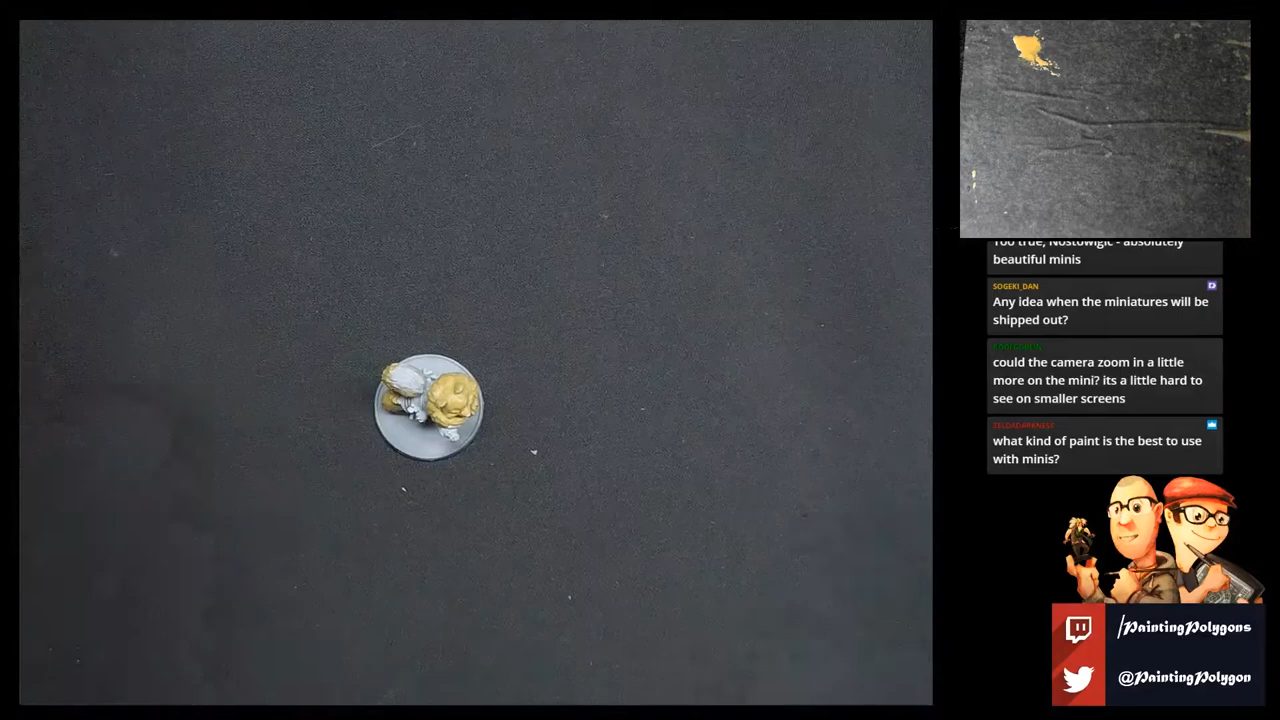 Too true, Nostowigic - absolutely
beautiful minis
SOGEKI_DAN
Any idea when the miniatures will be
shipped out?
could the camera zoom in a little
more on the mini? its a little hard to
see on smaller screens
ZELDADARKNESS
what kind of paint is the best to use
with minis?
/PaintingPolygons
@PaintingPolygon